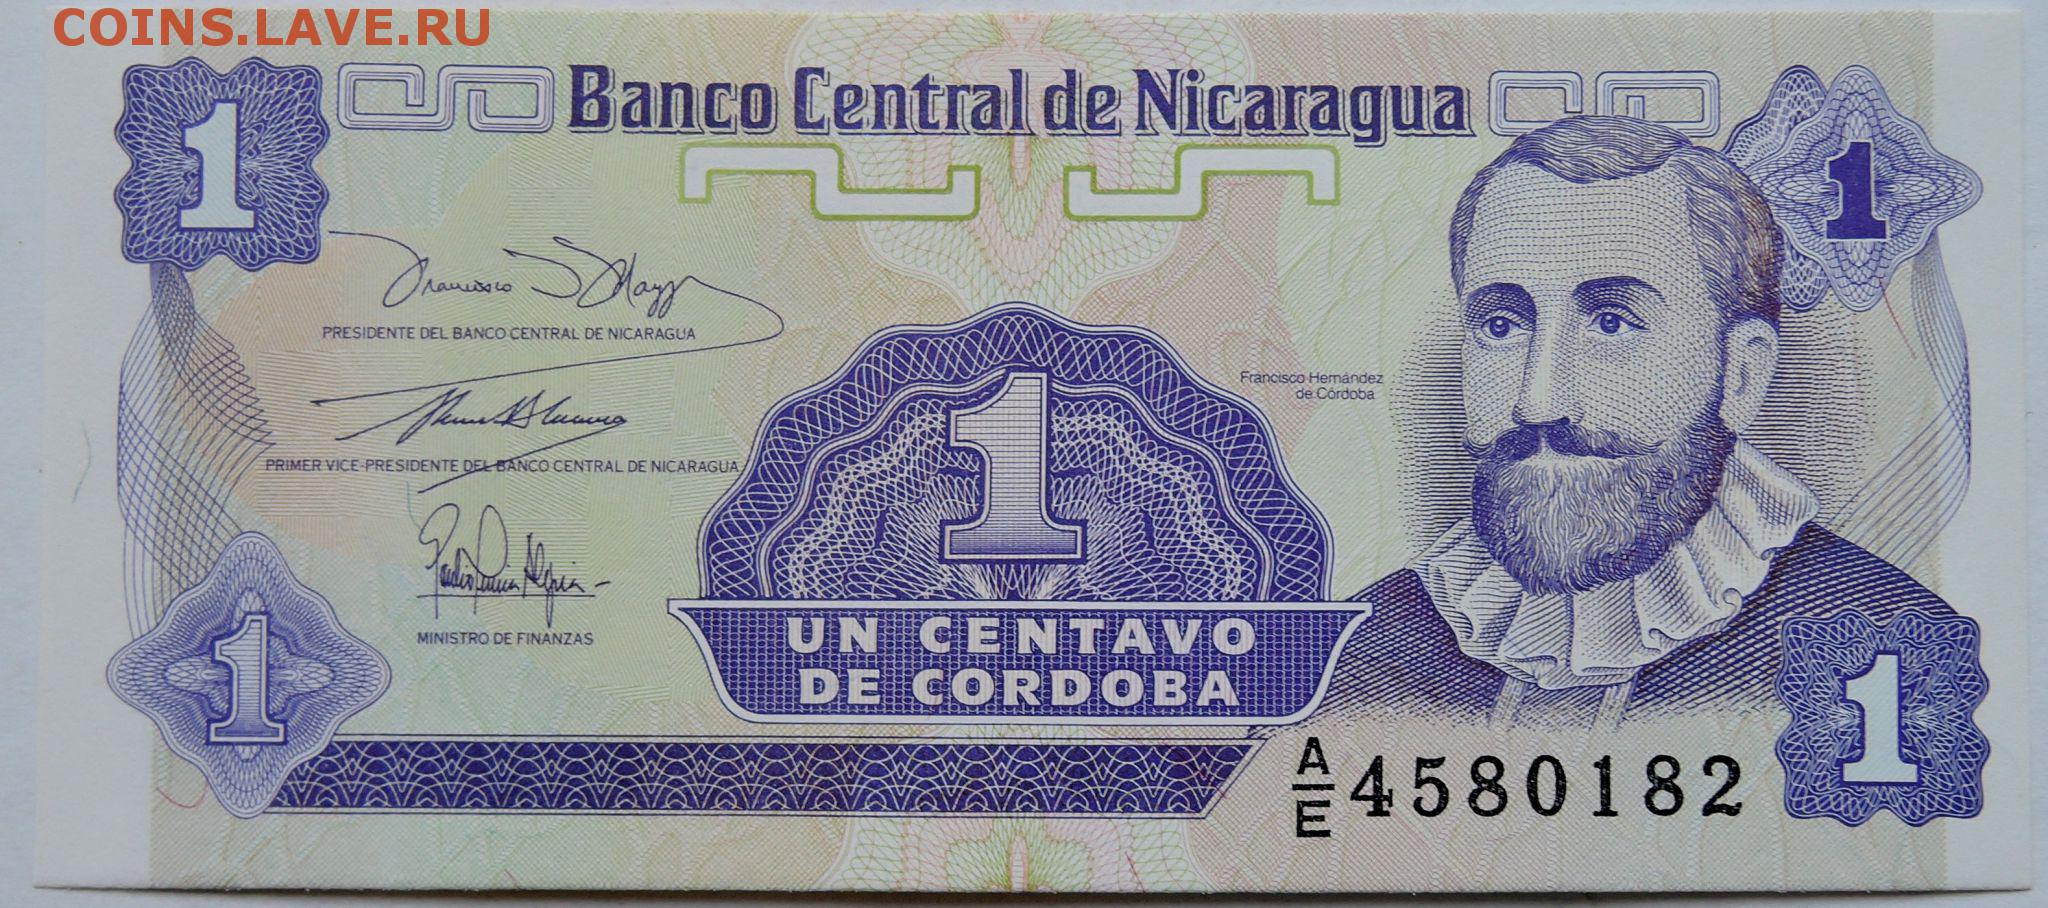 COINS.LAVE.RU
Banco Central de Nicaragua
1
1
PRESIDENTE DEL BANCO CENTRAL DE NICARAGUA
Francisco Hernández
de Córdoba
1
PRIMER VICE-PRESIDENTE DEL BANCO CENTRAL DE NICARAGUA
MINISTRO DE FINANZAS
UN CENTAVO
DE CORDOBA
1
1
A/E 4580182